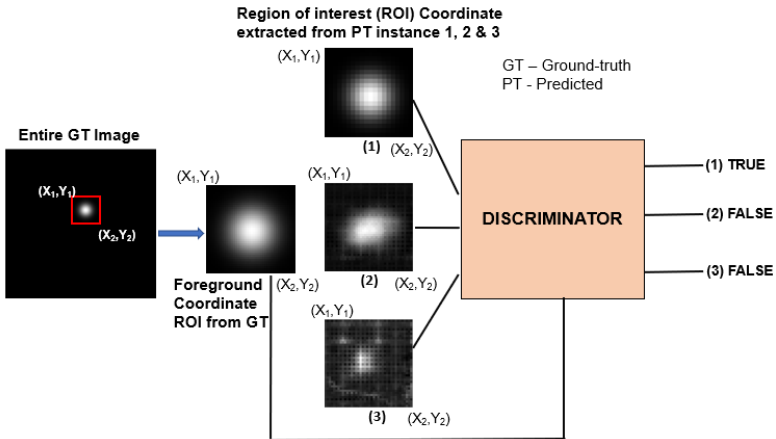 Region of interest (ROI) Coordinate
extracted from PT instance 1, 2 & 3
(X₁,Y₁)
GT – Ground-truth
PT - Predicted
(1)
(X₂,Y₂)
Entire GT Image
(X₁,Y₁)
(X₂,Y₂)
(X₁,Y₁)
(X₂,Y₂)
Foreground
Coordinate
ROI from GT
(X₁,Y₁)
(2)
(X₂,Y₂)
(X₁,Y₁)
(3)
(X₂,Y₂)
DISCRIMINATOR
(1) TRUE
(2) FALSE
(3) FALSE